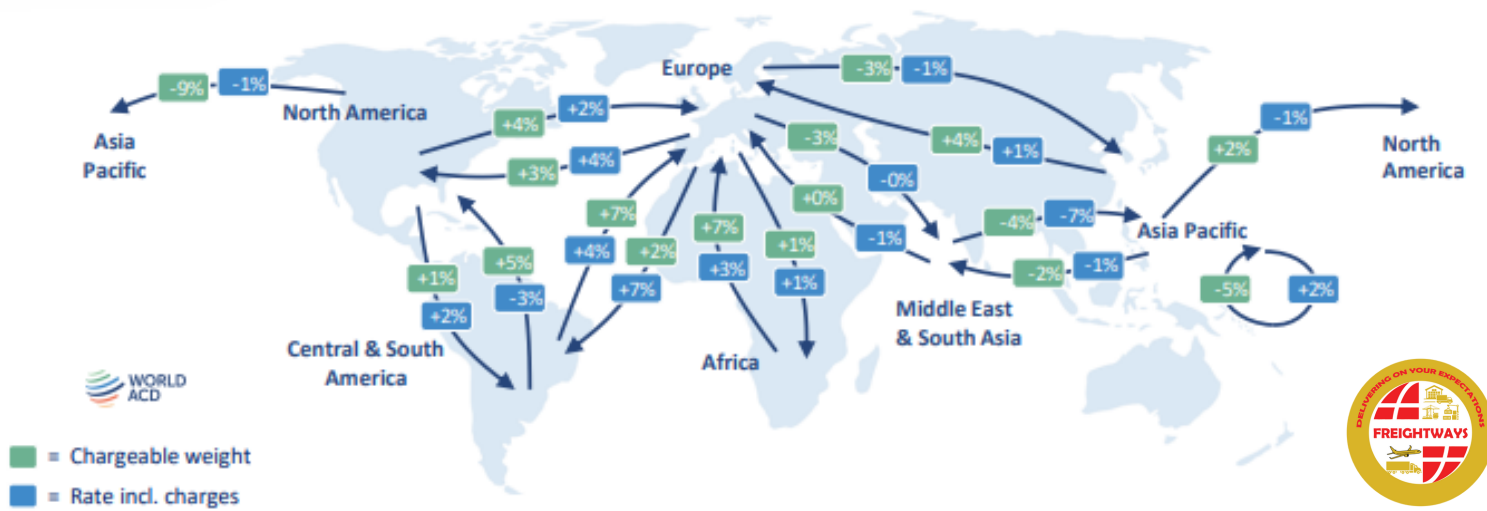 Europe
-3%
-1%
-9%
-1%
North America
Asia
Pacific
+4%
+2%
+3%
+4%
-3%
-0%
+4%
+1%
+2%
-1%
North
America
+0%
-1%
-4%
-7%
Asia Pacific
-2%
-1%
-5%
+2%
+7%
+4%
+2%
+7%
+7%
+3%
+1%
+1%
+1%
+2%
+5%
-3%
Middle East
& South Asia
Central & South
America
Africa
WORLD
ACD
= Chargeable weight
= Rate incl. charges
DELIVERING ON YOUR EXPECTATIONS
FREIGHTWAYS